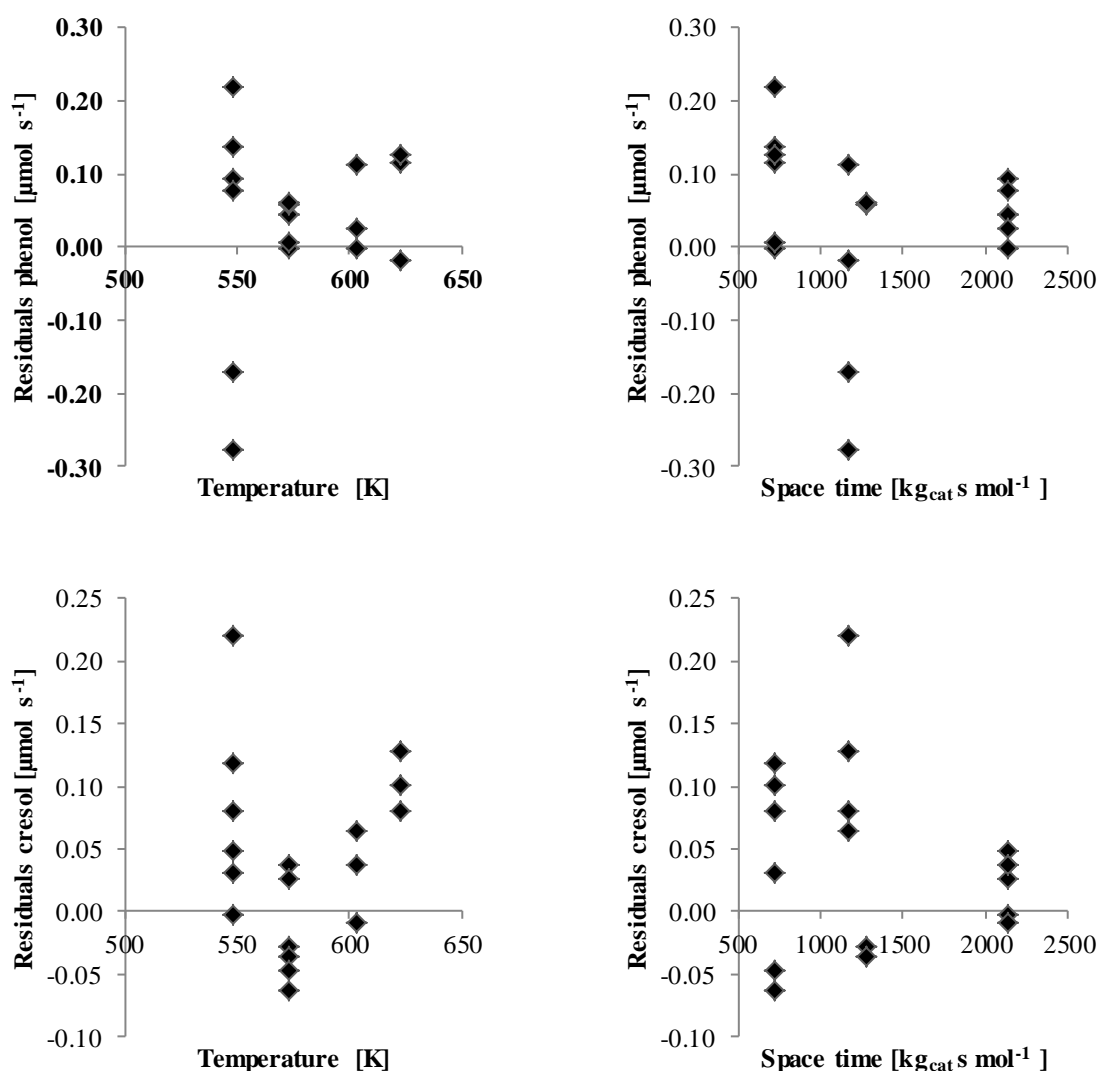 0.30
0.20
0.10
0.00
-0.10
-0.20
-0.30
500 550 600 650
Residuals phenol [µmol s-1]
Temperature [K]
0.30
0.20
0.10
0.00
-0.10
-0.20
-0.30
500 1000 1500 2000 2500
Residuals phenol [µmol s-1]
Space time [kgcat s mol-1 ]
0.25
0.20
0.15
0.10
0.05
0.00
-0.05
-0.10
500 550 600 650
Residuals cresol [µmol s-1]
Temperature [K]
0.25
0.20
0.15
0.10
0.05
0.00
-0.05
-0.10
500 1000 1500 2000 2500
Residuals cresol [µmol s-1]
Space time [kgcat s mol-1 ]